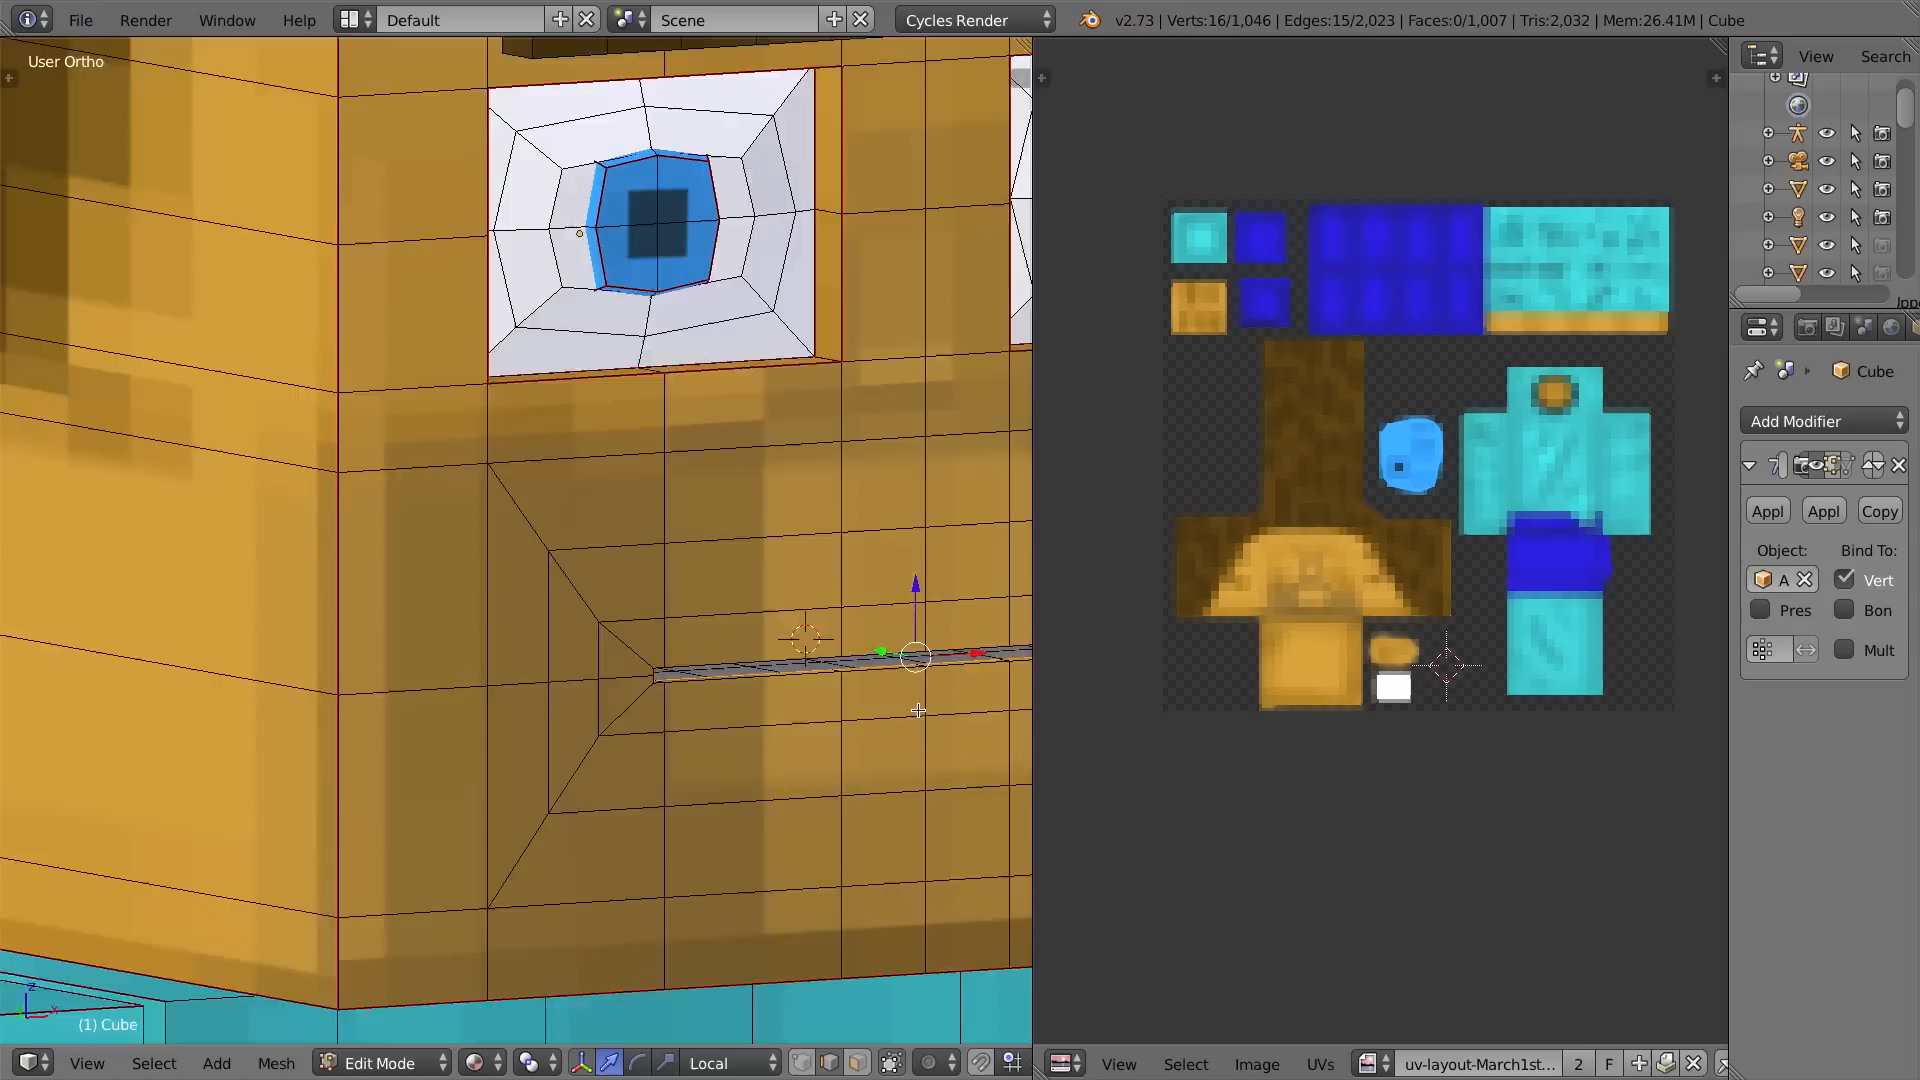 File Render Window Help Default Scene Cycles Render v2.73 | Verts:16/1,046 | Edges:15/2,023 | Faces:0/1,007 | Tris:2,032 | Mem:26.41M | Cube
User Ortho
View Search
Cube
Add Modifier
Appl Appl Copy
Object: Bind To:
A Vert
Pres Bon
Mult
z
x
(1) Cube
View Select Add Mesh Edit Mode Local
View Select Image UVs uv-layout-March1st... 2 F